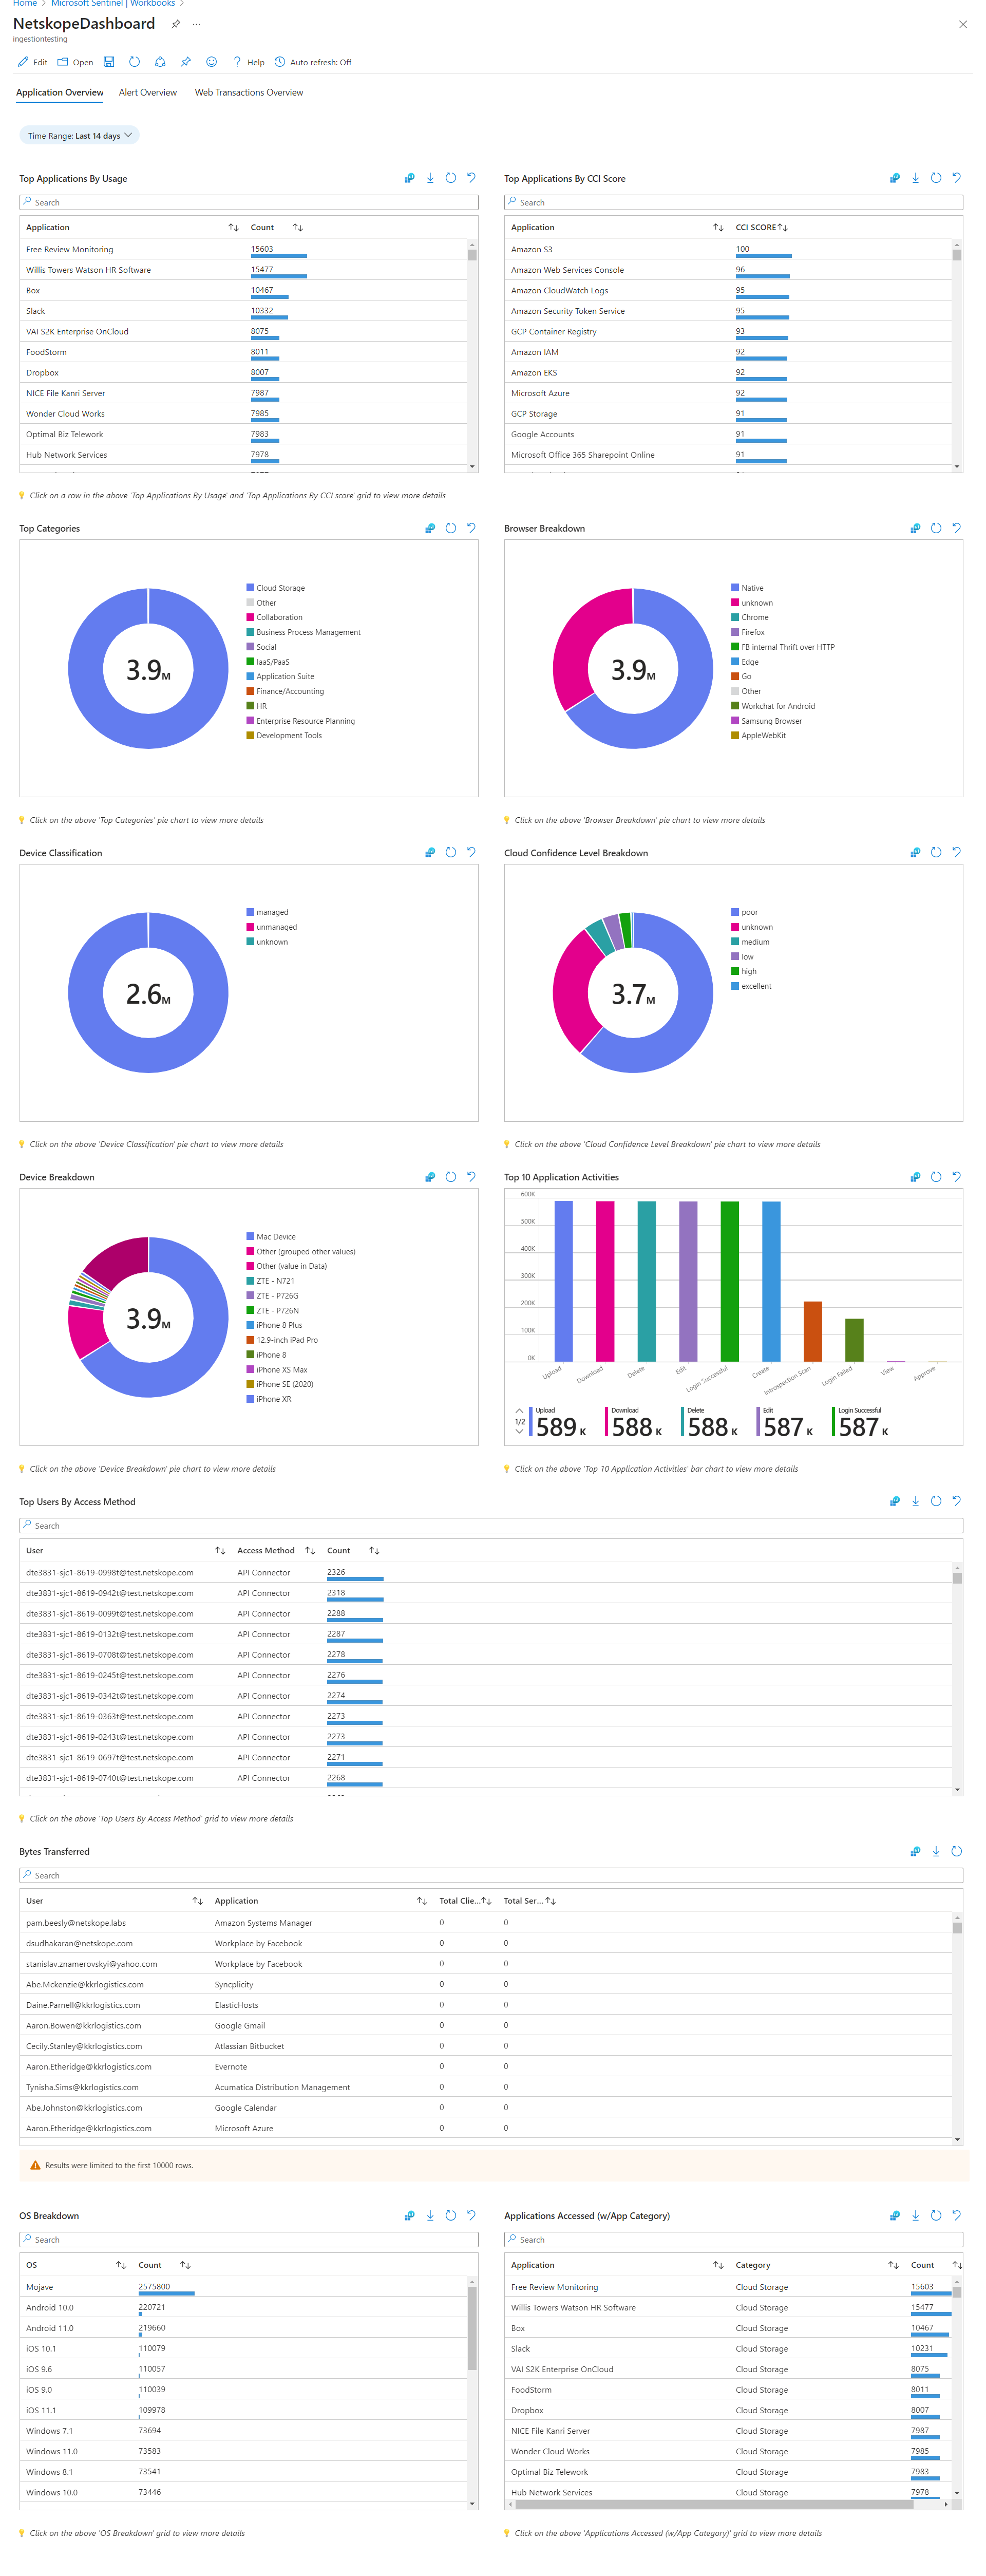 Home > Microsoft Sentinel | Workbooks >
NetskopeDashboard
ingestiontesting
Edit Open Help Auto refresh: Off
Application Overview Alert Overview Web Transactions Overview
Time Range: Last 14 days
Top Applications By Usage
Search
Application Count
Free Review Monitoring 15603
Willis Towers Watson HR Software 15477
Box 10467
Slack 10332
VAI S2K Enterprise OnCloud 8075
FoodStorm 8011
Dropbox 8007
NICE File Kanri Server 7987
Wonder Cloud Works 7985
Optimal Biz Telework 7983
Hub Network Services 7978
Top Applications By CCI Score
Search
Application CCI SCORE
Amazon S3 100
Amazon Web Services Console 96
Amazon CloudWatch Logs 95
Amazon Security Token Service 95
GCP Container Registry 93
Amazon IAM 92
Amazon EKS 92
Microsoft Azure 92
GCP Storage 91
Google Accounts 91
Microsoft Office 365 Sharepoint Online 91
Click on a row in the above 'Top Applications By Usage' and 'Top Applications By CCI score' grid to view more details
Top Categories
3.9M
Cloud Storage
Other
Collaboration
Business Process Management
Social
IaaS/PaaS
Application Suite
Finance/Accounting
HR
Enterprise Resource Planning
Development Tools
Click on the above 'Top Categories' pie chart to view more details
Browser Breakdown
3.9M
Native
unknown
Chrome
Firefox
FB internal Thrift over HTTP
Edge
Go
Other
Workchat for Android
Samsung Browser
AppleWebKit
Click on the above 'Browser Breakdown' pie chart to view more details
Device Classification
2.6M
managed
unmanaged
unknown
Click on the above 'Device Classification' pie chart to view more details
Cloud Confidence Level Breakdown
3.7M
poor
unknown
medium
low
high
excellent
Click on the above 'Cloud Confidence Level Breakdown' pie chart to view more details
Device Breakdown
3.9M
Mac Device
Other (grouped other values)
Other (value in Data)
ZTE - N721
ZTE - P726G
ZTE - P726N
iPhone 8 Plus
12.9-inch iPad Pro
iPhone 8
iPhone XS Max
iPhone SE (2020)
iPhone XR
Click on the above 'Device Breakdown' pie chart to view more details
Top 10 Application Activities
600K
500K
400K
300K
200K
100K
0K
Upload Download Delete Edit Login Successful Create Introspection Scan Login Failed View Approve
1/2
Upload Download Delete Edit Login Successful
589 K 588 K 588 K 587 K 587 K
Click on the above 'Top 10 Application Activities' bar chart to view more details
Top Users By Access Method
Search
User Access Method Count
dte3831-sjc1-8619-0998t@test.netskope.com API Connector 2326
dte3831-sjc1-8619-0942t@test.netskope.com API Connector 2318
dte3831-sjc1-8619-0099t@test.netskope.com API Connector 2288
dte3831-sjc1-8619-0132t@test.netskope.com API Connector 2287
dte3831-sjc1-8619-0708t@test.netskope.com API Connector 2278
dte3831-sjc1-8619-0245t@test.netskope.com API Connector 2276
dte3831-sjc1-8619-0342t@test.netskope.com API Connector 2274
dte3831-sjc1-8619-0363t@test.netskope.com API Connector 2273
dte3831-sjc1-8619-0243t@test.netskope.com API Connector 2273
dte3831-sjc1-8619-0697t@test.netskope.com API Connector 2271
dte3831-sjc1-8619-0740t@test.netskope.com API Connector 2268
Click on the above 'Top Users By Access Method' grid to view more details
Bytes Transferred
Search
User Application Total Clie... Total Ser...
pam.beesly@netskope.labs Amazon Systems Manager 0 0
dsudhakaran@netskope.com Workplace by Facebook 0 0
stanislav.znamerovskyi@yahoo.com Workplace by Facebook 0 0
Abe.Mckenzie@kkrlogistics.com Syncplicity 0 0
Daine.Parnell@kkrlogistics.com ElasticHosts 0 0
Aaron.Bowen@kkrlogistics.com Google Gmail 0 0
Cecily.Stanley@kkrlogistics.com Atlassian Bitbucket 0 0
Aaron.Etheridge@kkrlogistics.com Evernote 0 0
Tynisha.Sims@kkrlogistics.com Acumatica Distribution Management 0 0
Abe.Johnston@kkrlogistics.com Google Calendar 0 0
Aaron.Etheridge@kkrlogistics.com Microsoft Azure 0 0
Results were limited to the first 10000 rows.
OS Breakdown
Search
OS Count
Mojave 2575800
Android 10.0 220721
Android 11.0 219660
iOS 10.1 110079
iOS 9.6 110057
iOS 9.0 110039
iOS 11.1 109978
Windows 7.1 73694
Windows 11.0 73583
Windows 8.1 73541
Windows 10.0 73446
Click on the above 'OS Breakdown' grid to view more details
Applications Accessed (w/App Category)
Search
Application Category Count
Free Review Monitoring Cloud Storage 15603
Willis Towers Watson HR Software Cloud Storage 15477
Box Cloud Storage 10467
Slack Cloud Storage 10231
VAI S2K Enterprise OnCloud Cloud Storage 8075
FoodStorm Cloud Storage 8011
Dropbox Cloud Storage 8007
NICE File Kanri Server Cloud Storage 7987
Wonder Cloud Works Cloud Storage 7985
Optimal Biz Telework Cloud Storage 7983
Hub Network Services Cloud Storage 7978
Click on the above 'Applications Accessed (w/App Category)' grid to view more details